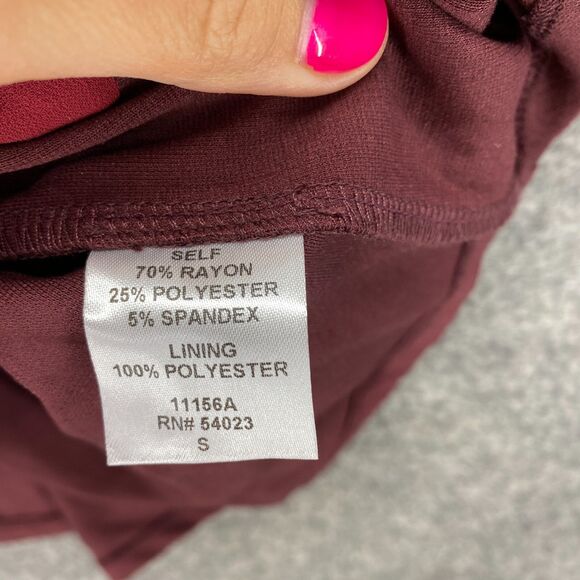 SELF
70% RAYON
25% POLYESTER
5% SPANDEX
LINING
100% POLYESTER
11156A
RN# 54023
S